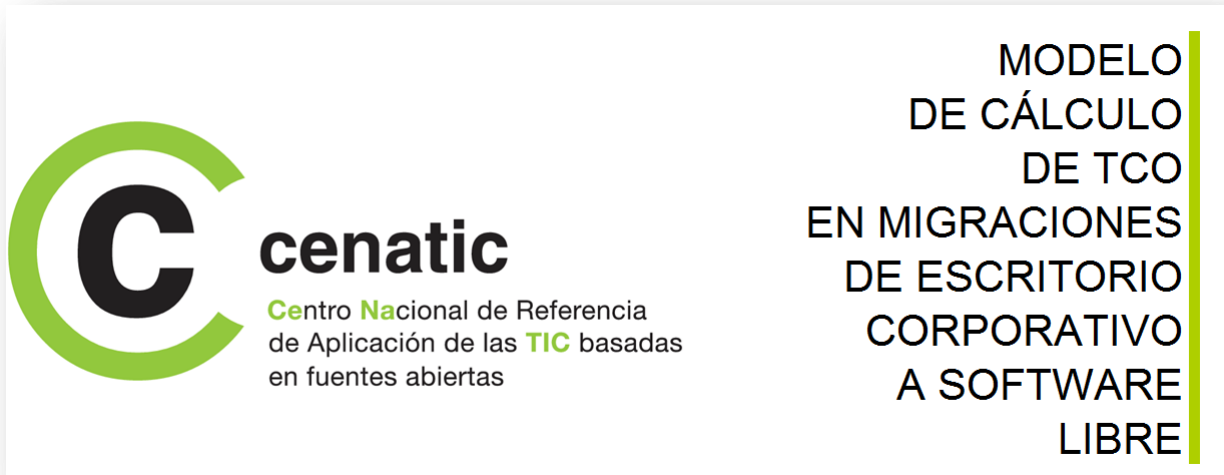 C
cenatic
Centro Nacional de Referencia
de Aplicación de las TIC basadas
en fuentes abiertas
MODELO
DE CÁLCULO
DE TCO
EN MIGRACIONES
DE ESCRITORIO
CORPORATIVO
A SOFTWARE
LIBRE